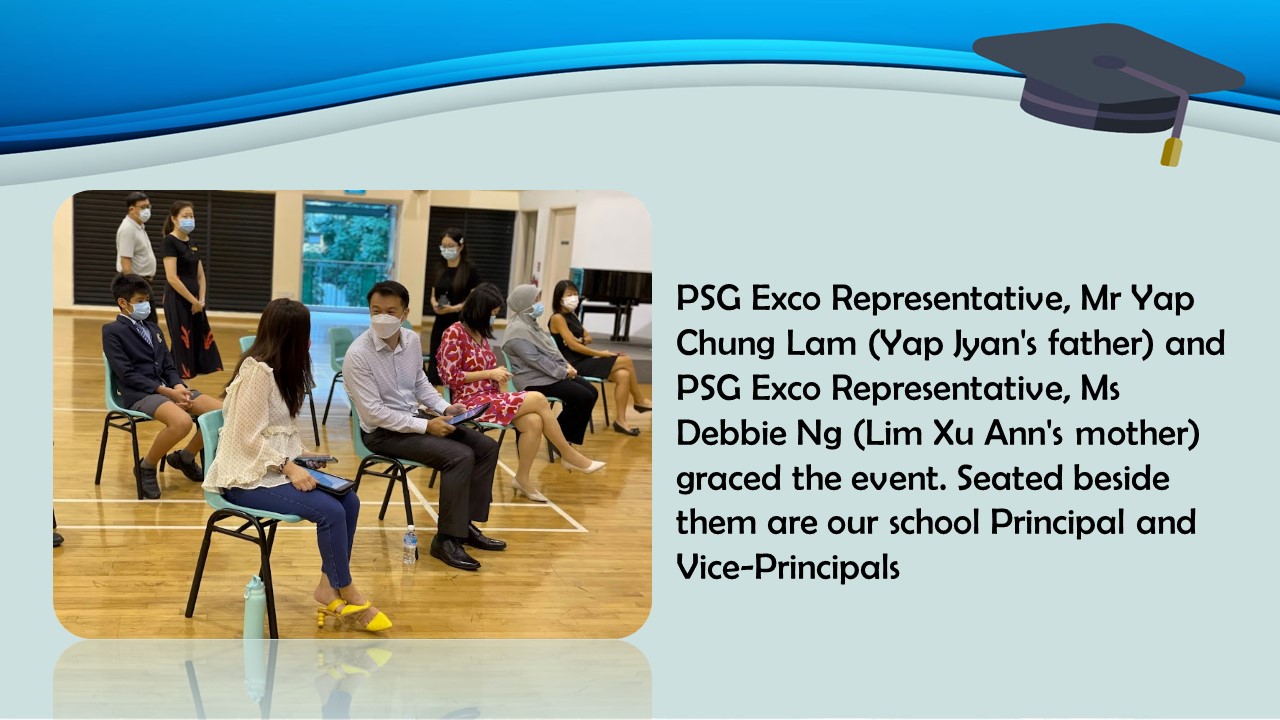 PSG Exco Representative, Mr Yap
Chung Lam (Yap Jyan's father) and
PSG Exco Representative, Ms
Debbie Ng (Lim Xu Ann's mother)
graced the event. Seated beside
them are our school Principal and
Vice-Principals